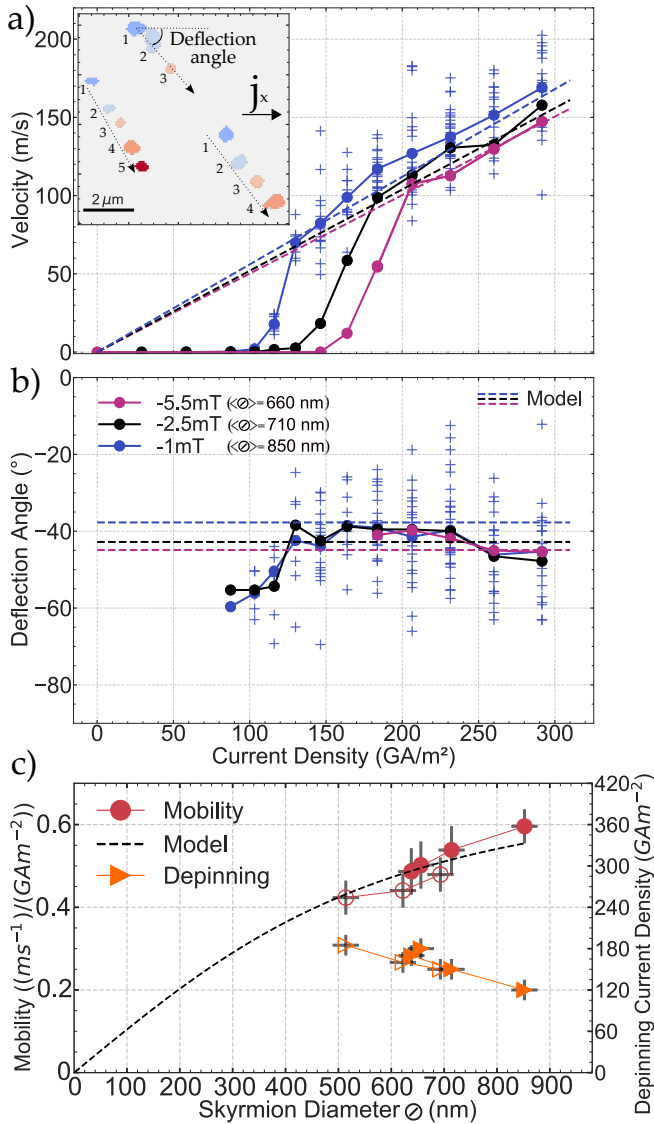 a)
Velocity (m/s)
200
150
100
50
0
1
2
3
Deflection
angle
1
2
3
4
5
1
2
3
4
jₓ
2 μm
b)
Deflection Angle (°)
0
−20
−40
−60
−80
-5.5mT (<⊘>= 660 nm)
-2.5mT (<⊘>= 710 nm)
-1mT (<⊘>= 850 nm)
Model
0 50 100 150 200 250 300
Current Density (GA/m²)
c)
Mobility ((ms⁻¹)/(GAm⁻²))
0.6
0.4
0.2
0
Mobility
Model
Depinning
420
360
300
240
180
120
60
0
Depinning Current Density (GAm⁻²)
0 100 200 300 400 500 600 700 800 900
Skyrmion Diameter ⊘ (nm)